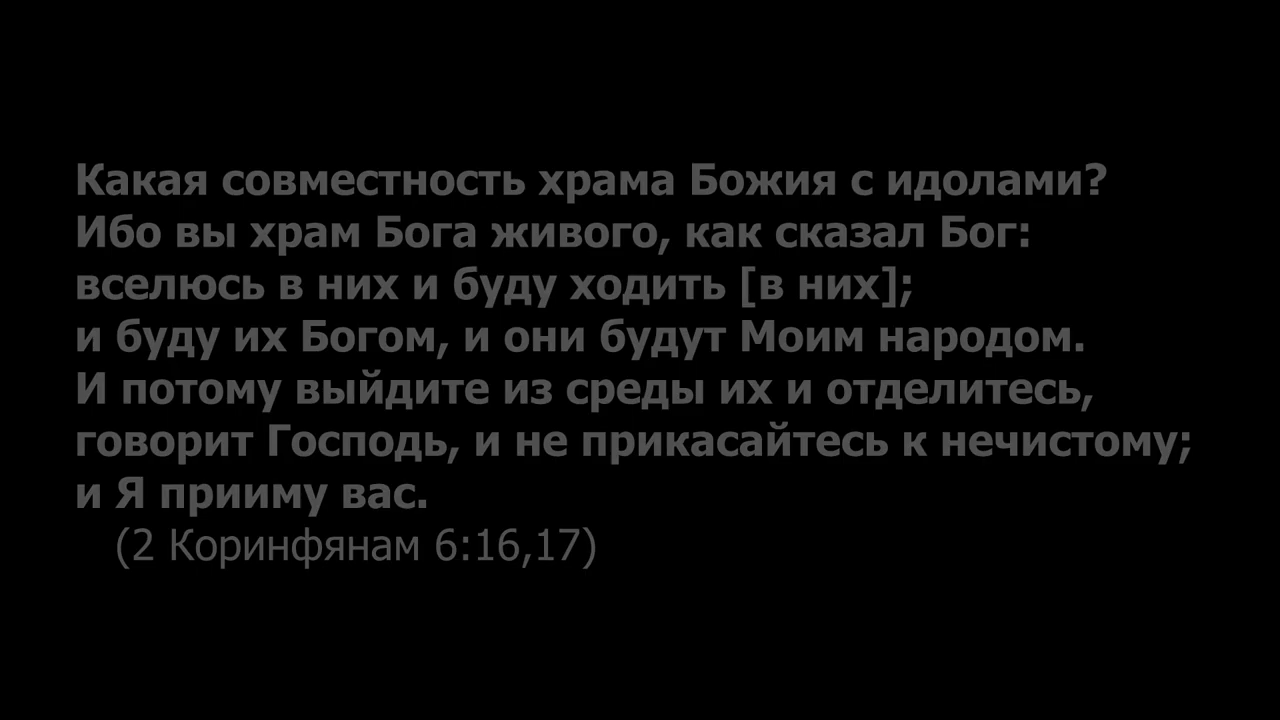 Какая совместность храма Божия с идолами?
Ибо вы храм Бога живого, как сказал Бог:
вселюсь в них и буду ходить [в них];
и буду их Богом, и они будут Моим народом.
И потому выйдите из среды их и отделитесь,
говорит Господь, и не прикасайтесь к нечистому;
и Я прииму вас.
(2 Коринфянам 6:16,17)